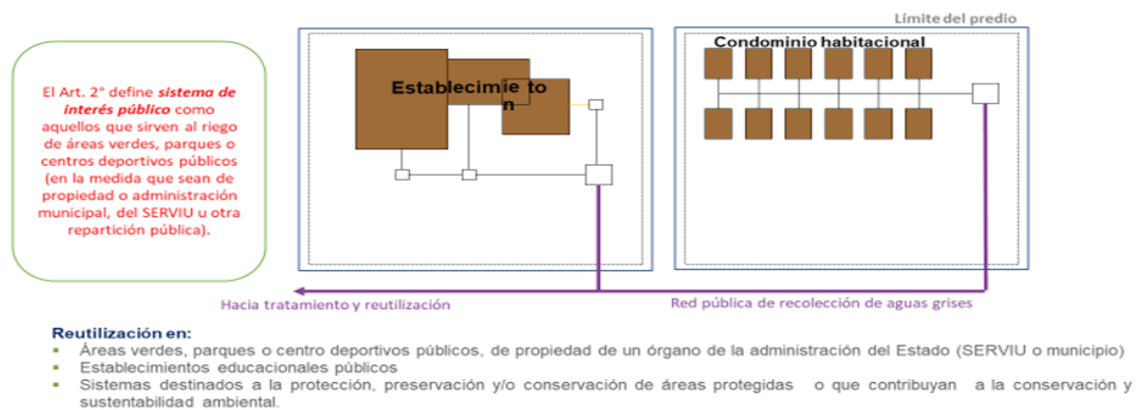 Límite del predio
El Art. 2° define sistema de
interés público como
aquellos que sirven al riego
de áreas verdes, parques o
centros deportivos públicos
(en la medida que sean de
propiedad o administración
municipal, del SERVIU u otra
repartición pública).
Establecimie to
n
Condominio habitacional
Hacia tratamiento y reutilización
Red pública de recolección de aguas grises
Reutilización en:
▪ Áreas verdes, parques o centro deportivos públicos, de propiedad de un órgano de la administración del Estado (SERVIU o municipio)
▪ Establecimientos educacionales públicos
▪ Sistemas destinados a la protección, preservación y/o conservación de áreas protegidas o que contribuyan a la conservación y
sustentabilidad ambiental.